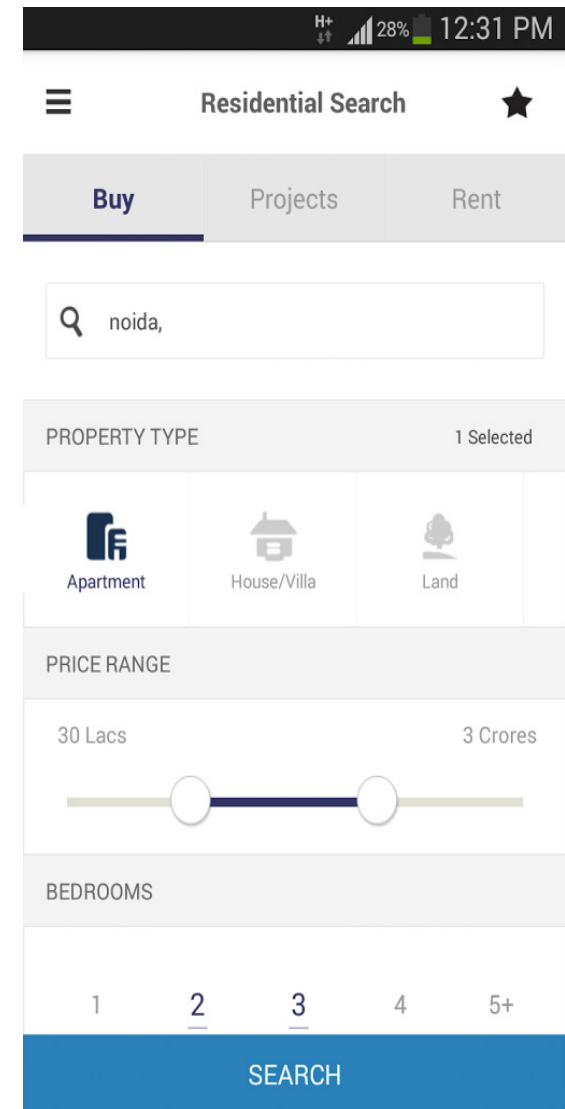 H+ 28% 12:31 PM
Residential Search
Buy Projects Rent
noida,
PROPERTY TYPE 1 Selected
Apartment House/Villa Land
PRICE RANGE
30 Lacs 3 Crores
BEDROOMS
1 2 3 4 5+
SEARCH